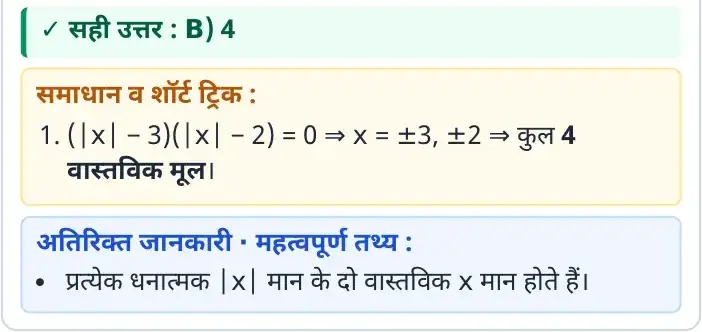 ✓ सही उत्तर : B) 4
समाधान व शॉर्ट ट्रिक :
1. (|x| − 3)(|x| − 2) = 0 ⇒ x = ±3, ±2 ⇒ कुल 4
वास्तविक मूल।
अतिरिक्त जानकारी · महत्वपूर्ण तथ्य :
• प्रत्येक धनात्मक |x| मान के दो वास्तविक x मान होते हैं।